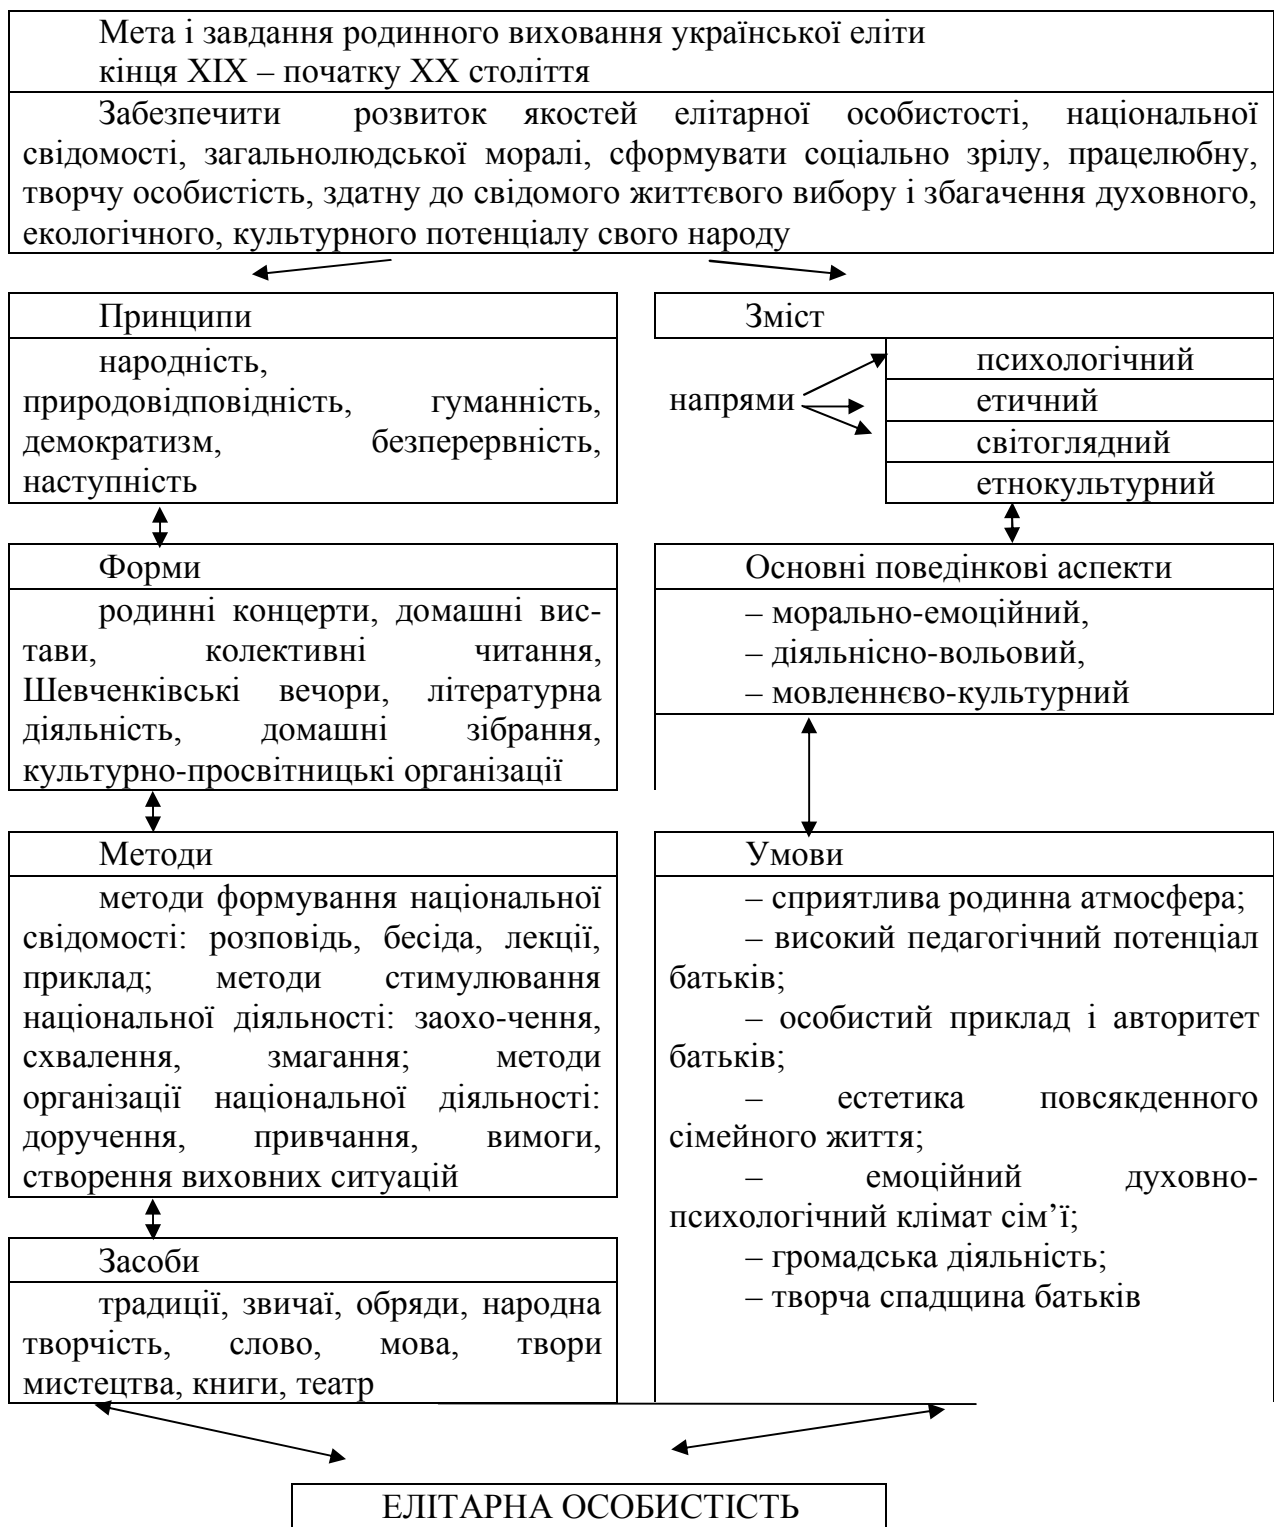 Мета і завдання родинного виховання української еліти
кінця ХІХ – початку ХХ століття
Забезпечити розвиток якостей елітарної особистості, національної
свідомості, загальнолюдської моралі, сформувати соціально зрілу, працелюбну,
творчу особистість, здатну до свідомого життєвого вибору і збагачення духовного,
екологічного, культурного потенціалу свого народу
Принципи
народність,
природовідповідність, гуманність,
демократизм, безперервність,
наступність
Зміст
напрями
психологічний
етичний
світоглядний
етнокультурний
Форми
родинні концерти, домашні вис-
тави, колективні читання,
Шевченківські вечори, літературна
діяльність, домашні зібрання,
культурно-просвітницькі організації
Основні поведінкові аспекти
– морально-емоційний,
– діяльнісно-вольовий,
– мовленнєво-культурний
Методи
методи формування національної
свідомості: розповідь, бесіда, лекції,
приклад; методи стимулювання
національної діяльності: заохо-чення,
схвалення, змагання; методи
організації національної діяльності:
доручення, привчання, вимоги,
створення виховних ситуацій
Умови
– сприятлива родинна атмосфера;
– високий педагогічний потенціал
батьків;
– особистий приклад і авторитет
батьків;
– естетика повсякденного
сімейного життя;
– емоційний духовно-
психологічний клімат сім’ї;
– громадська діяльність;
– творча спадщина батьків
Засоби
традиції, звичаї, обряди, народна
творчість, слово, мова, твори
мистецтва, книги, театр
ЕЛІТАРНА ОСОБИСТІСТЬ